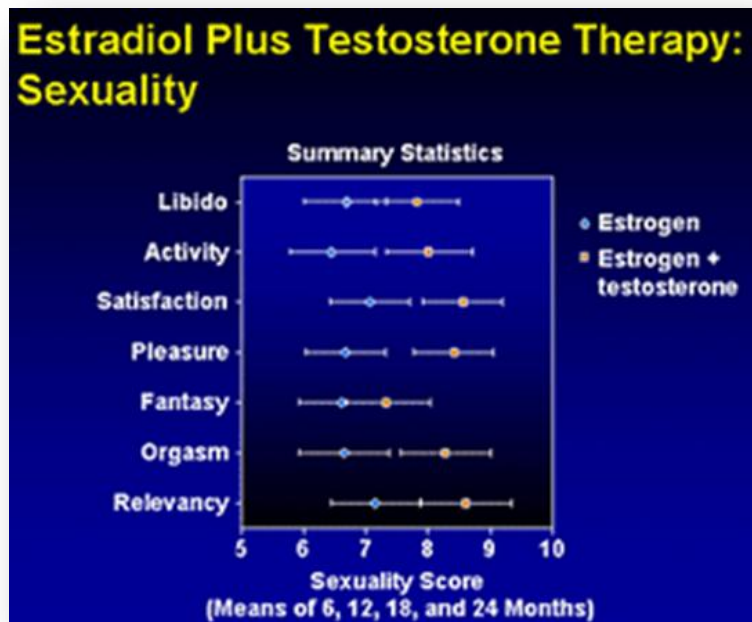 Estradiol Plus Testosterone Therapy:
Sexuality
Summary Statistics
Libido
Activity
Satisfaction
Pleasure
Fantasy
Orgasm
Relevancy
Estrogen
Estrogen +
testosterone
5 6 7 8 9 10
Sexuality Score
(Means of 6, 12, 18, and 24 Months)